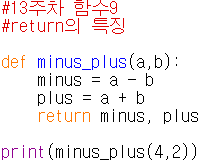 #13주차 함수9
#return의 특징
def minus_plus(a,b):
    minus = a - b
    plus = a + b
    return minus, plus
print(minus_plus(4,2))